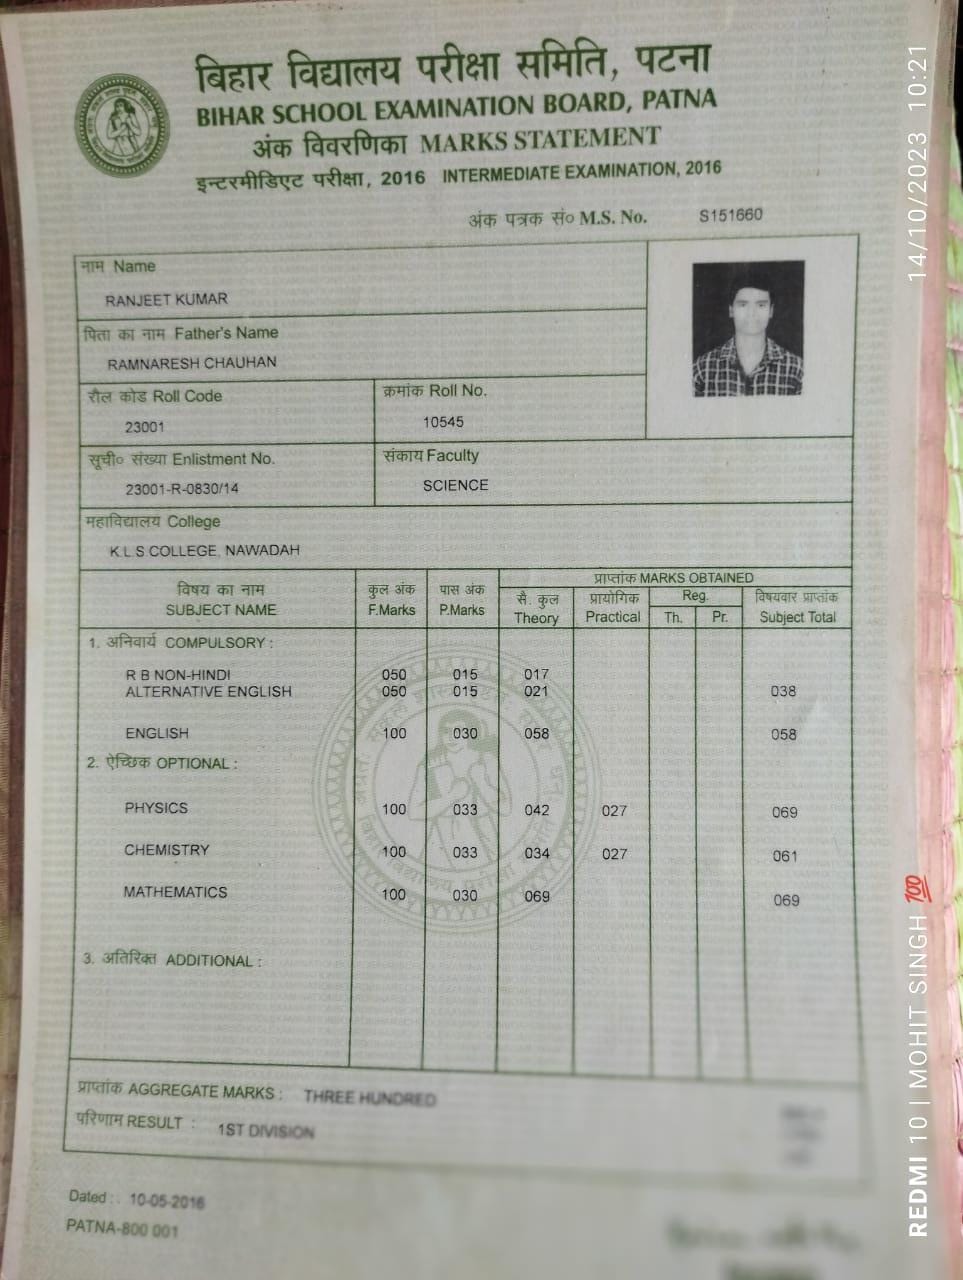 बिहार विद्यालय परीक्षा समिति, पटना
BIHAR SCHOOL EXAMINATION BOARD, PATNA
अंक विवरणिका MARKS STATEMENT
इन्टरमीडिएट परीक्षा, 2016 INTERMEDIATE EXAMINATION, 2016
अंक पत्रक सं० M.S. No. S151660
नाम Name
RANJEET KUMAR
पिता का नाम Father's Name
RAMNARESH CHAUHAN
रौल कोड Roll Code क्रमांक Roll No.
23001 10545
सूची० संख्या Enlistment No. संकाय Faculty
23001-R-0830/14 SCIENCE
महाविद्यालय College
K.L.S COLLEGE, NAWADAH
प्राप्तांक MARKS OBTAINED
विषय का नाम कुल अंक पास अंक सै. कुल प्रायोगिक Reg. विषयवार प्राप्तांक
SUBJECT NAME F.Marks P.Marks Theory Practical Th. Pr. Subject Total
1. अनिवार्य COMPULSORY :
R B NON-HINDI 050 015 017
ALTERNATIVE ENGLISH 050 015 021 038
ENGLISH 100 030 058 058
2. ऐच्छिक OPTIONAL :
PHYSICS 100 033 042 027 069
CHEMISTRY 100 033 034 027 061
MATHEMATICS 100 030 069 069
3. अतिरिक्त ADDITIONAL :
प्राप्तांक AGGREGATE MARKS : THREE HUNDRED
परिणाम RESULT : 1ST DIVISION
Dated : 10-05-2016
PATNA-800 001
14/10/2023 10:21
REDMI 10 | MOHIT SINGH 💯